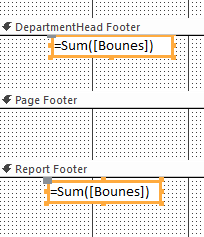 DepartmentHead Footer
=Sum([Bounes])
Page Footer
Report Footer
=Sum([Bounes])